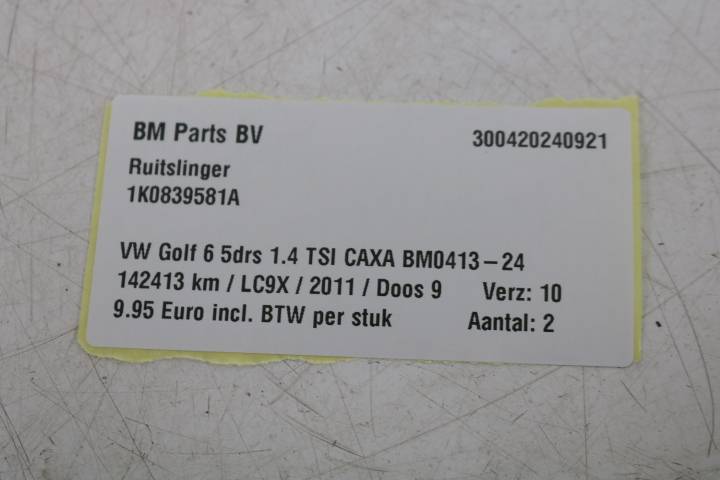 BM Parts BV 300420240921
Ruitslinger
1K0839581A
VW Golf 6 5drs 1.4 TSI CAXA BM0413-24
142413 km / LC9X / 2011 / Doos 9 Verz: 10
9.95 Euro incl. BTW per stuk Aantal: 2